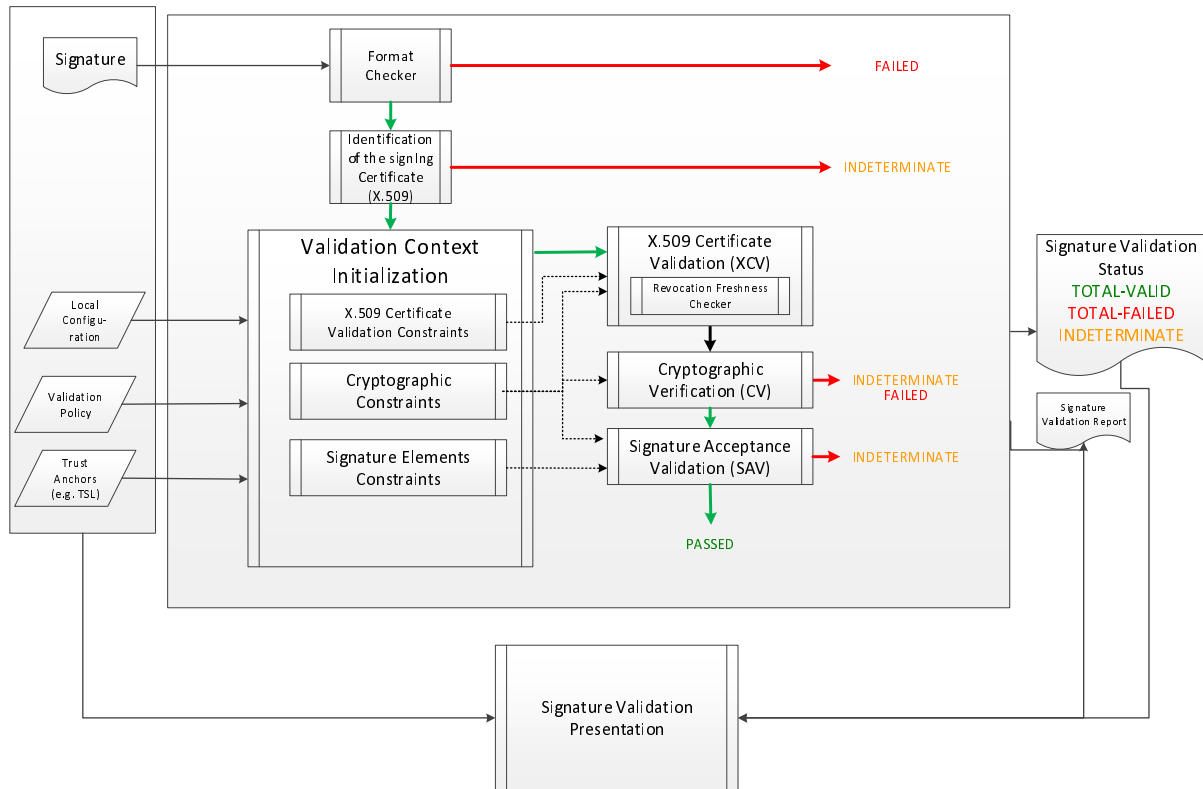 Signature
Format
Checker
FAILED
Identification
of the signing
Certificate
(X.509)
INDETERMINATE
Validation Context
Initialization
X.509 Certificate
Validation Constraints
Cryptographic
Constraints
Signature Elements
Constraints
X.509 Certificate
Validation (XCV)
Revocation Freshness
Checker
Cryptographic
Verification (CV)
INDETERMINATE
FAILED
Signature Acceptance
Validation (SAV)
INDETERMINATE
PASSED
Local
Configu-
ration
Validation
Policy
Trust
Anchors
(e.g. TSL)
Signature Validation
Status
TOTAL-VALID
TOTAL-FAILED
INDETERMINATE
Signature
Validation Report
Signature Validation
Presentation